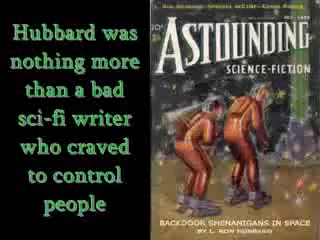 Hubbard was
nothing more
than a bad
sci-fi writer
who craved
to control
people
ASTOUNDING
SCIENCE-FICTION
BACKDOOR SHENANIGANS IN SPACE
BY L. RON HUBBARD